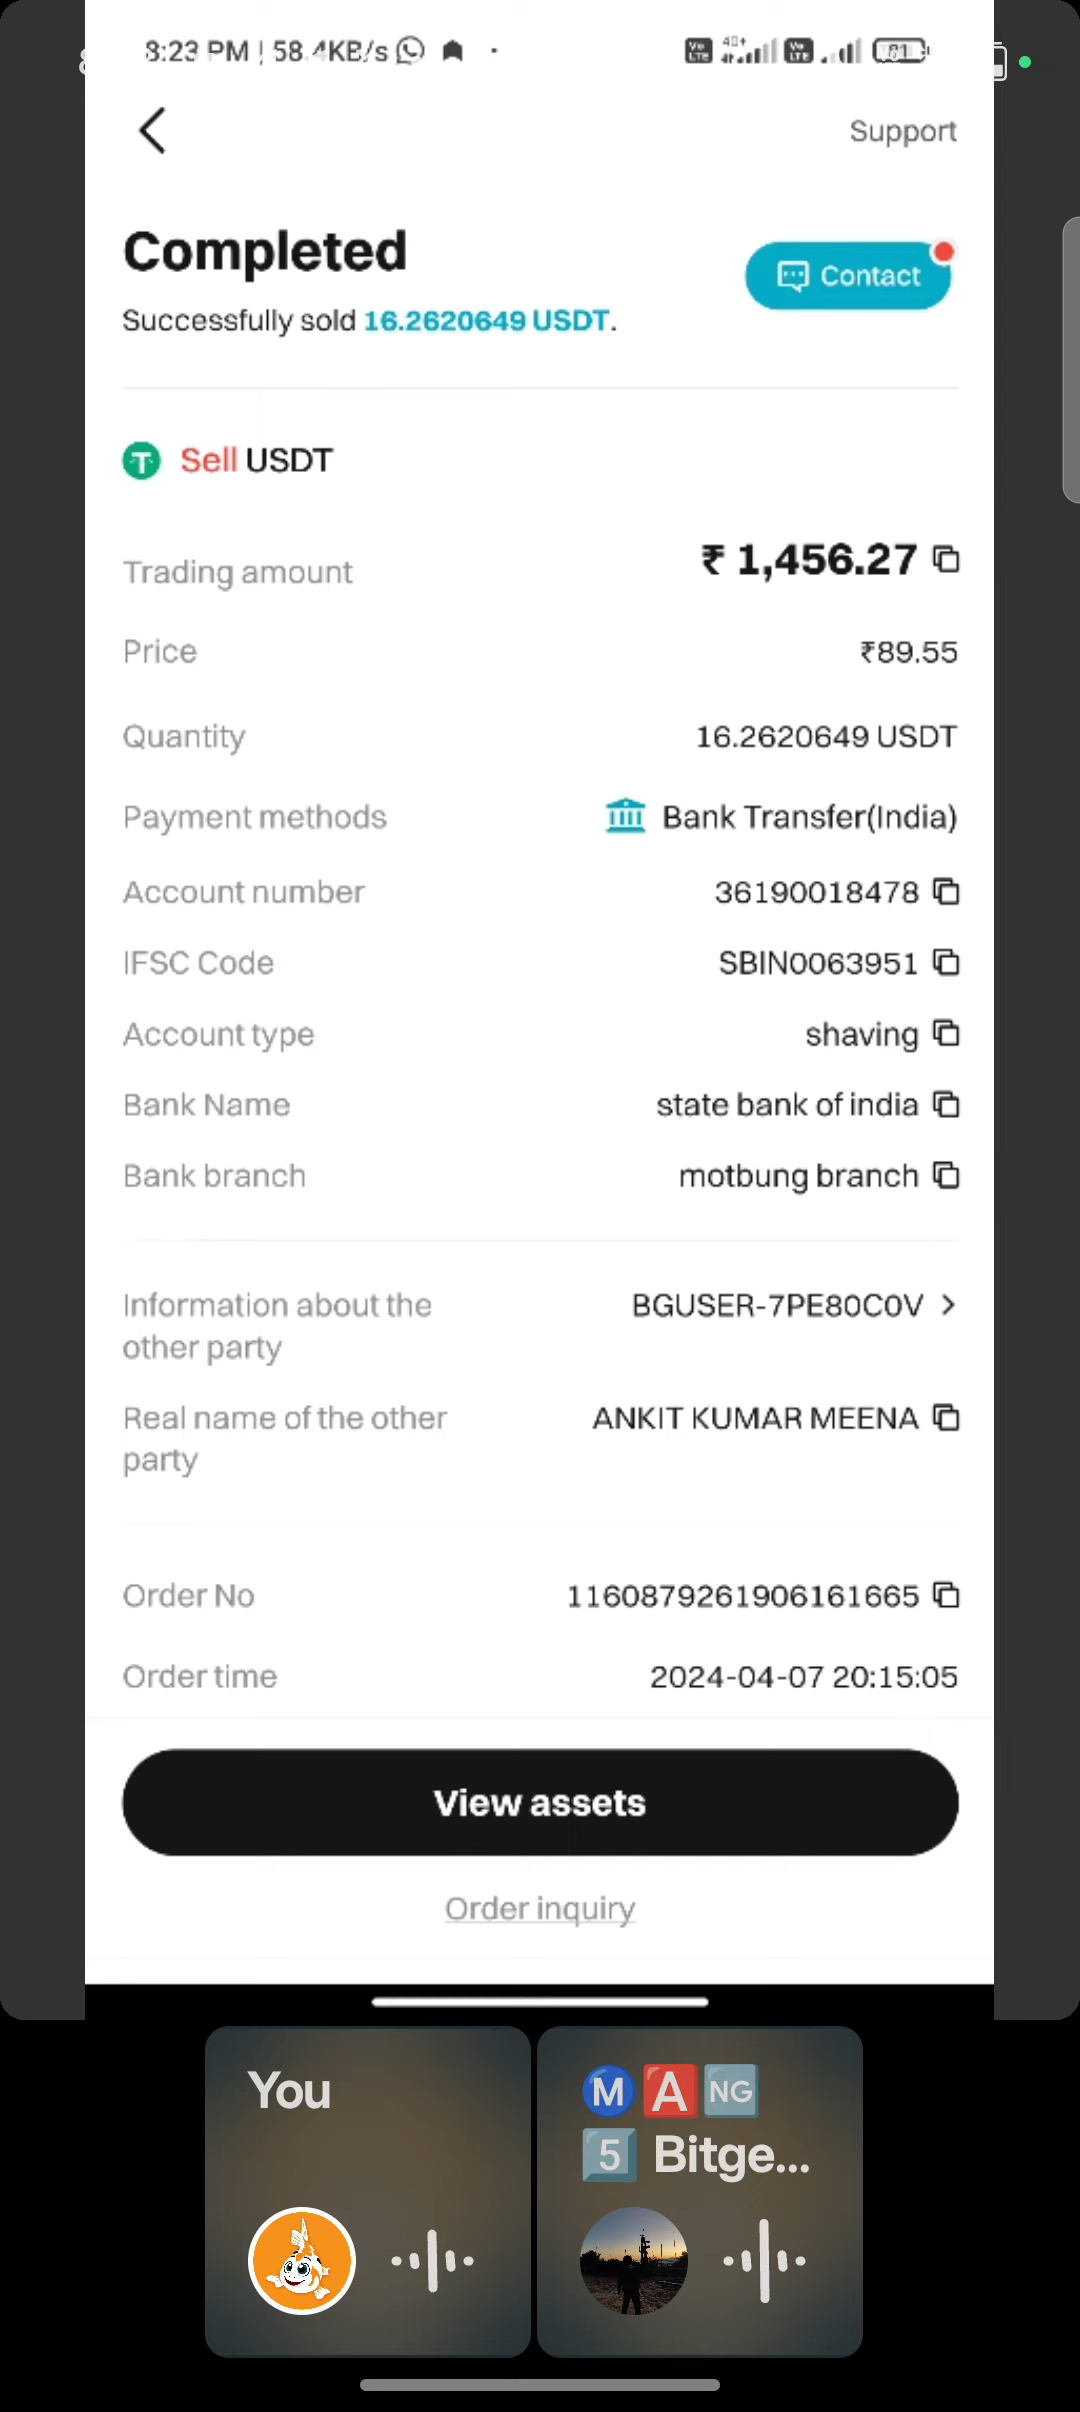 8:23 PM | 58.4KB/s
Support
Completed
Contact
Successfully sold 16.2620649 USDT.
Sell USDT
Trading amount ₹ 1,456.27
Price ₹89.55
Quantity 16.2620649 USDT
Payment methods Bank Transfer(India)
Account number 36190018478
IFSC Code SBIN0063951
Account type shaving
Bank Name state bank of india
Bank branch motbung branch
Information about the BGUSER-7PE80C0V
other party
Real name of the other ANKIT KUMAR MEENA
party
Order No 1160879261906161665
Order time 2024-04-07 20:15:05
View assets
Order inquiry
You
Ⓜ️🅰️🆖
5️⃣ Bitge...